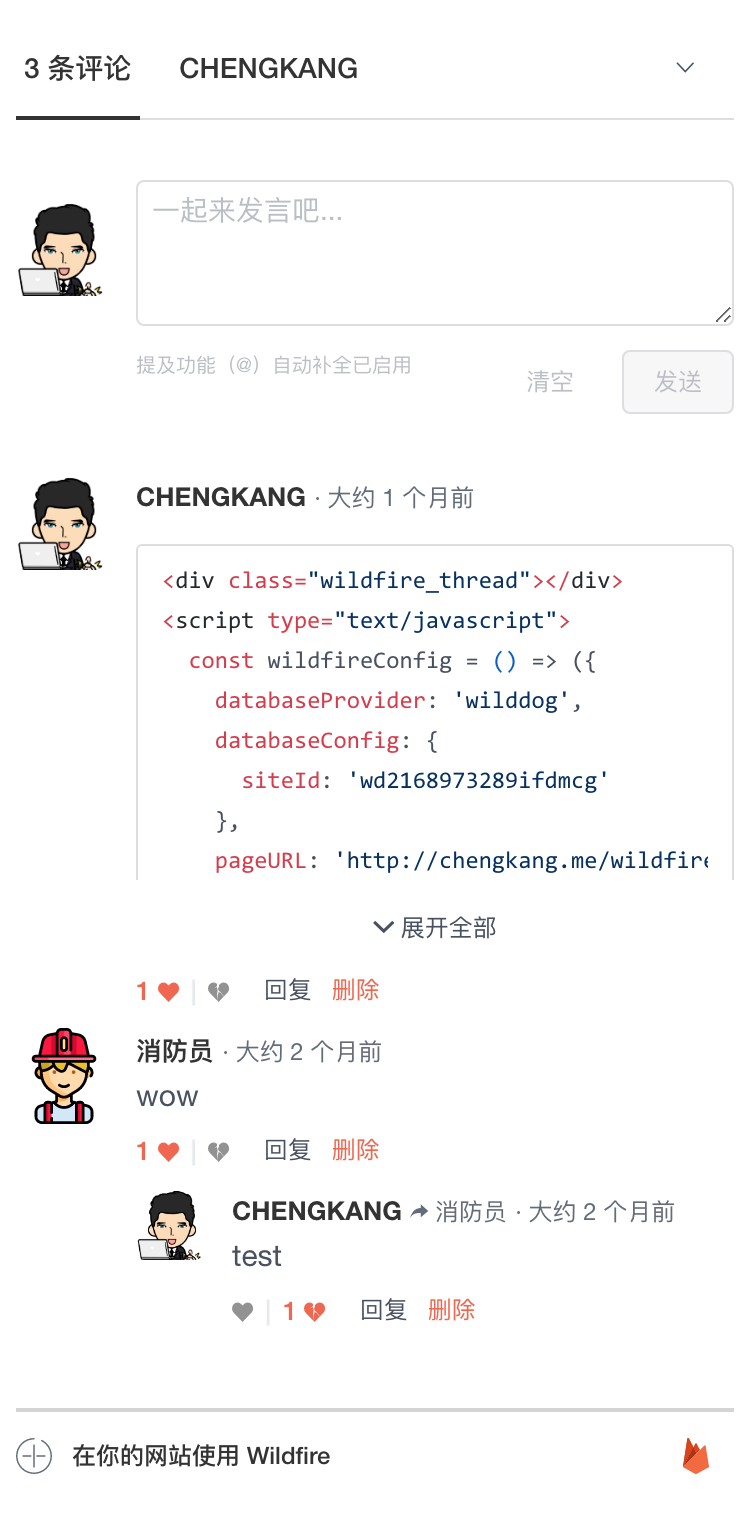 3 条评论 CHENGKANG
一起来发言吧...
提及功能（@）自动补全已启用 清空 发送
CHENGKANG · 大约 1 个月前
<div class="wildfire_thread"></div>
<script type="text/javascript">
const wildfireConfig = () => ({
databaseProvider: 'wilddog',
databaseConfig: {
siteId: 'wd2168973289ifdmcg'
},
pageURL: 'http://chengkang.me/wildfire
展开全部
1 回复 删除
消防员 · 大约 2 个月前
wow
1 回复 删除
CHENGKANG 消防员 · 大约 2 个月前
test
1 回复 删除
在你的网站使用 Wildfire